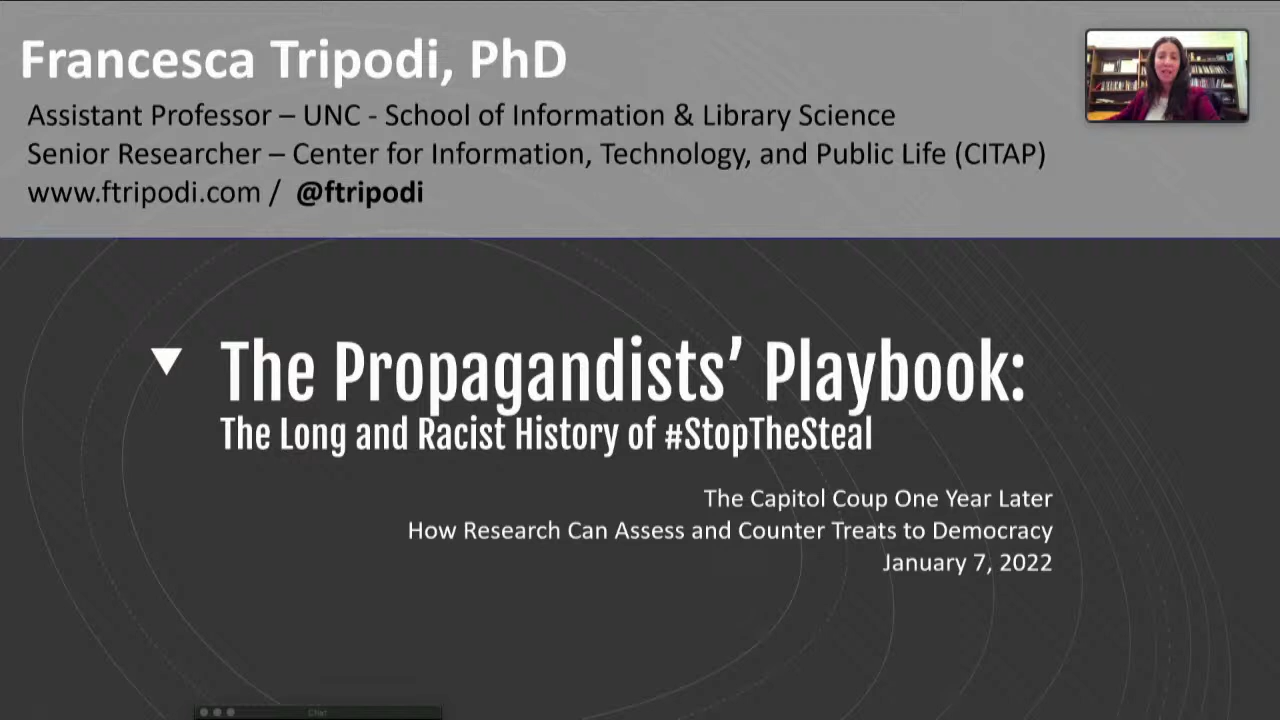 Francesca Tripodi, PhD
Assistant Professor – UNC - School of Information & Library Science
Senior Researcher – Center for Information, Technology, and Public Life (CITAP)
www.ftripodi.com / @ftripodi
The Propagandists’ Playbook:
The Long and Racist History of #StopTheSteal
The Capitol Coup One Year Later
How Research Can Assess and Counter Treats to Democracy
January 7, 2022
Chat